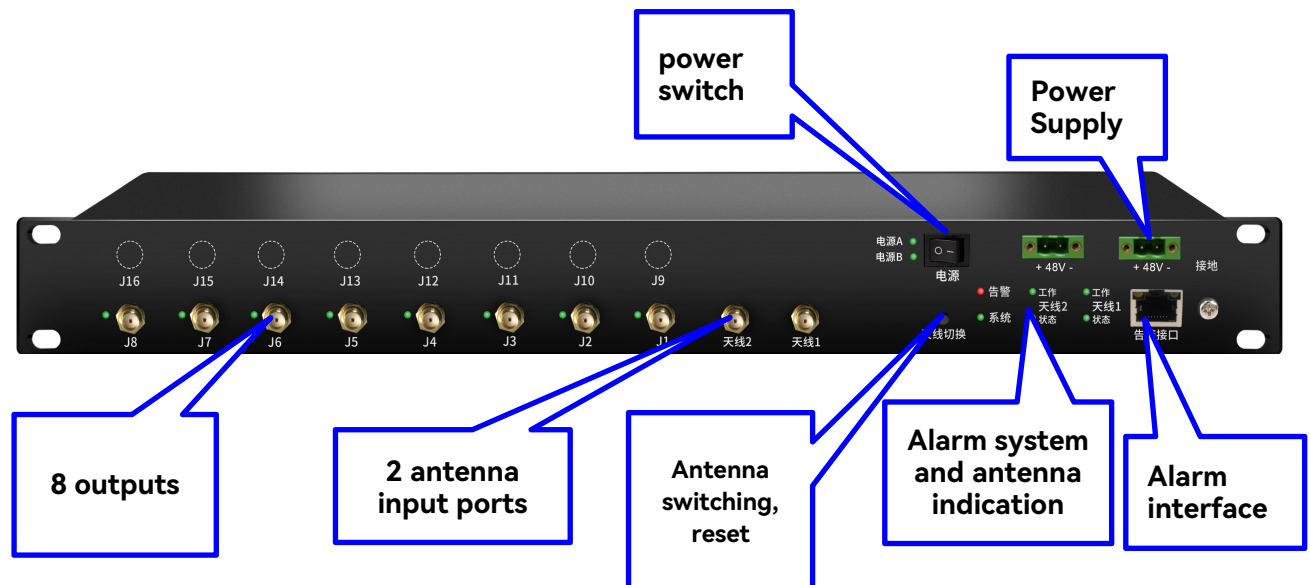 power
switch
Power
Supply
电源A
电源B
电源
+ 48V -
+ 48V -
接地
J16
J15
J14
J13
J12
J11
J10
J9
告警
系统
工作
天线2
状态
工作
天线1
状态
J8
J7
J6
J5
J4
J3
J2
J1
天线2
天线1
天线切换
接口
8 outputs
2 antenna
input ports
Antenna
switching,
reset
Alarm system
and antenna
indication
Alarm
interface